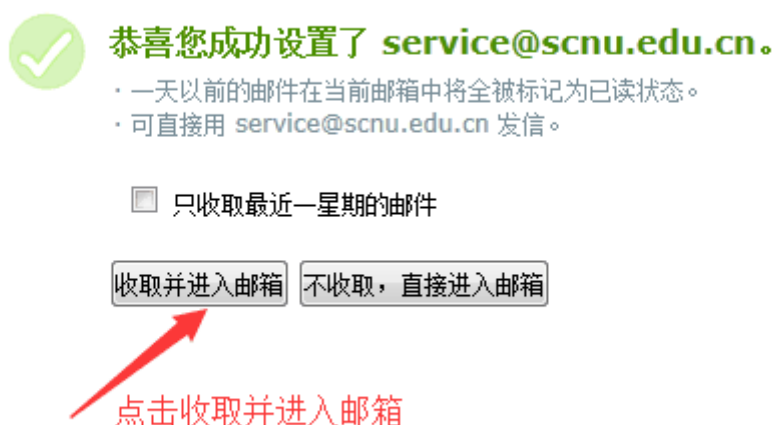 恭喜您成功设置了 service@scnu.edu.cn。
· 一天以前的邮件在当前邮箱中将全被标记为已读状态。
· 可直接用 service@scnu.edu.cn 发信。
只收取最近一星期的邮件
收取并进入邮箱 不收取，直接进入邮箱
点击收取并进入邮箱